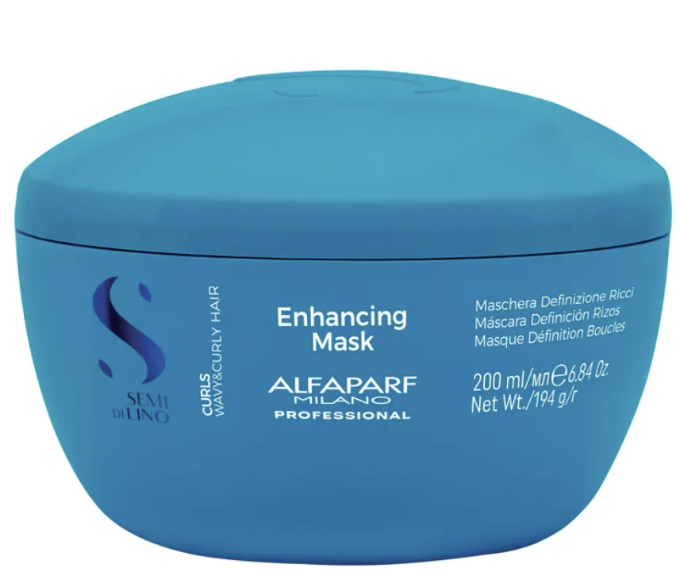 SEMI
DI LINO
CURLS
WAVY&CURLY HAIR
Enhancing
Mask
ALFAPARF
MILANO
PROFESSIONAL
Maschera Definizione Ricci
Máscara Definición Rizos
Masque Définition Boucles
200 ml/мл℮6.84 Oz.
Net Wt./194 g/r